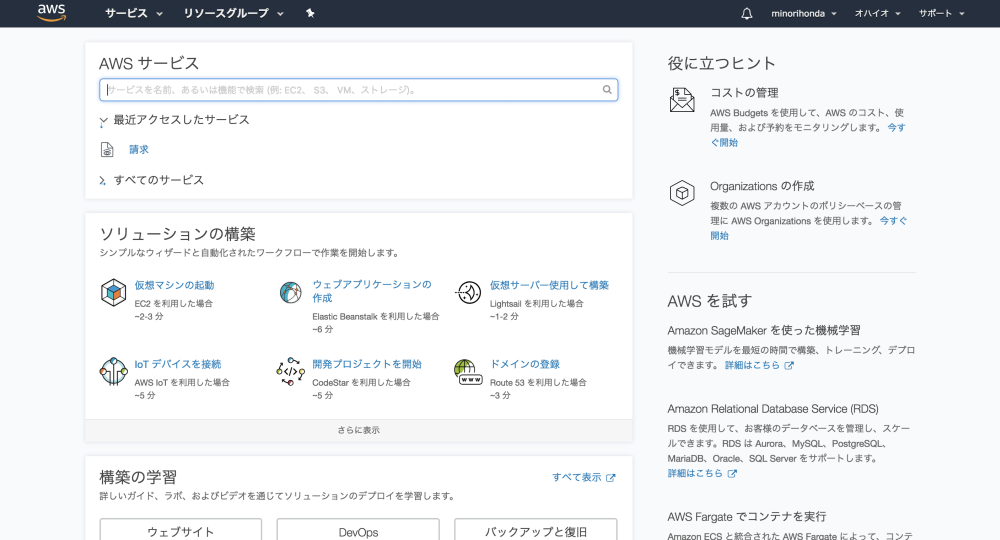 aws サービス リソースグループ minorihonda オハイオ サポート
AWS サービス
サービスを名前、あるいは機能で検索 (例: EC2、 S3、 VM、ストレージ)。
最近アクセスしたサービス
請求
すべてのサービス
ソリューションの構築
シンプルなウィザードと自動化されたワークフローで作業を開始します。
仮想マシンの起動
EC2 を利用した場合
~2-3 分
ウェブアプリケーションの
作成
Elastic Beanstalk を利用した場合
~6 分
仮想サーバー使用して構築
Lightsail を利用した場合
~1-2 分
IoT デバイスを接続
AWS IoT を利用した場合
~5 分
開発プロジェクトを開始
CodeStar を利用した場合
~5 分
ドメインの登録
Route 53 を利用した場合
~3 分
さらに表示
構築の学習
すべて表示
詳しいガイド、ラボ、およびビデオを通じてソリューションのデプロイを学習します。
ウェブサイト
DevOps
バックアップと復旧
役に立つヒント
コストの管理
AWS Budgets を使用して、AWS のコスト、使
用量、および予約をモニタリングします。 今す
ぐ開始
Organizations の作成
複数の AWS アカウントのポリシーベースの管
理に AWS Organizations を使用します。 今すぐ
開始
AWS を試す
Amazon SageMaker を使った機械学習
機械学習モデルを最短の時間で構築、トレーニング、デプロ
イできます。 詳細はこちら
Amazon Relational Database Service (RDS)
RDS を使用して、お客様のデータベースを管理し、スケー
ルできます。RDS は Aurora、MySQL、PostgreSQL、
MariaDB、Oracle、SQL Server をサポートします。
詳細はこちら
AWS Fargate でコンテナを実行
Amazon ECS と統合された AWS Fargate によって、コンテ